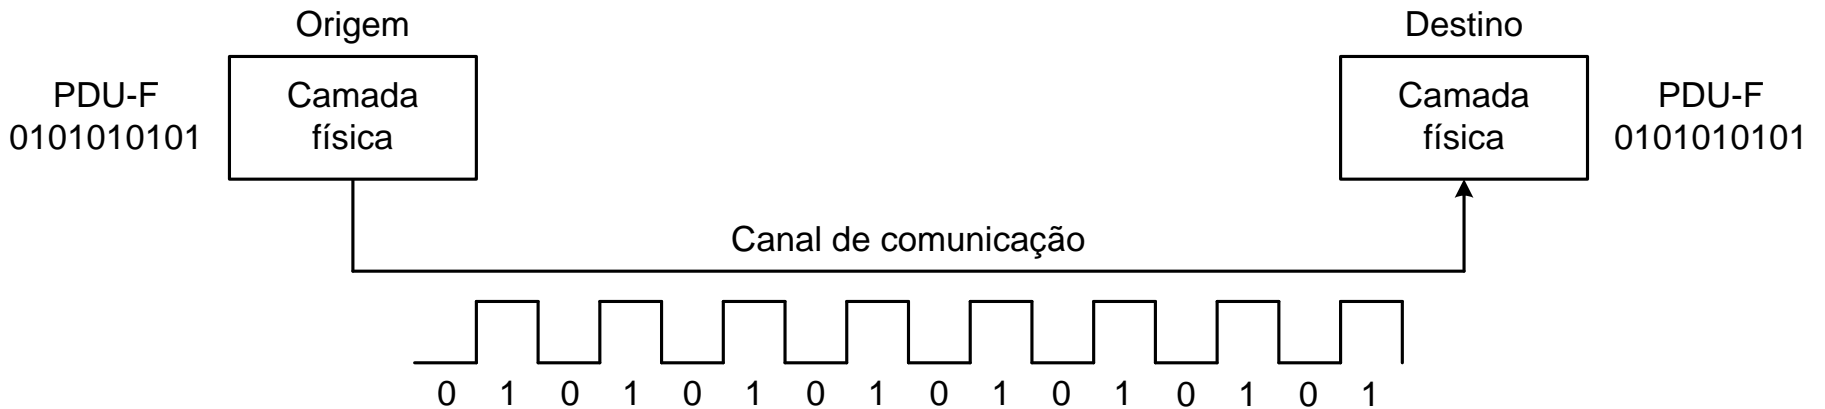 Origem
Destino
PDU-F
0101010101
Camada
física
Camada
física
PDU-F
0101010101
Canal de comunicação
0 1 0 1 0 1 0 1 0 1 0 1 0 1 0 1